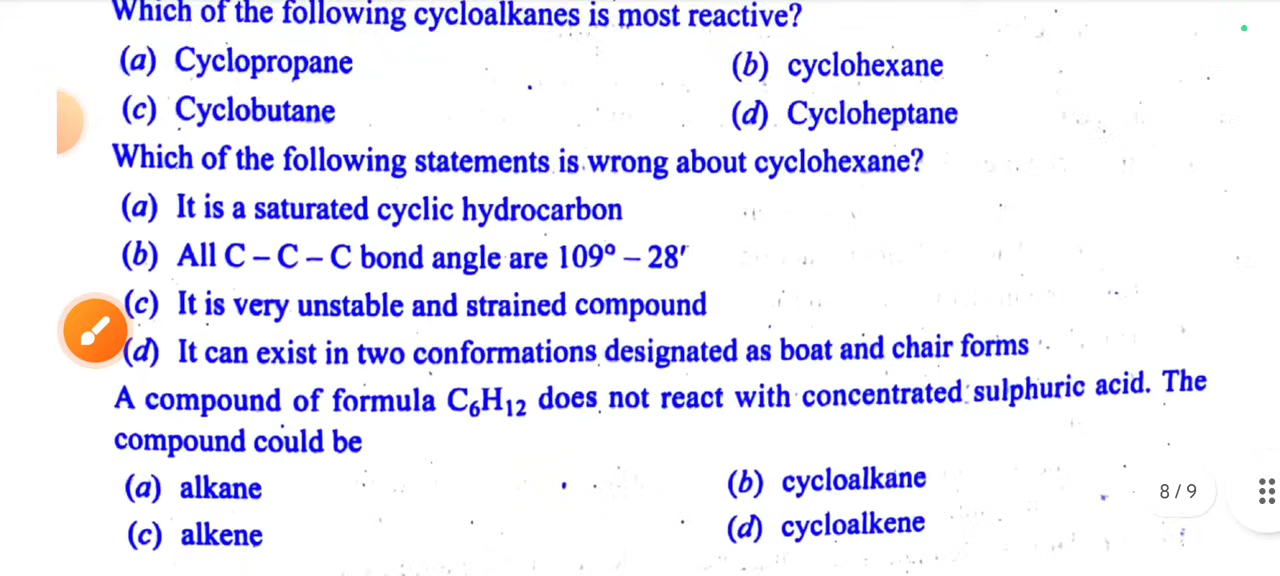 Which of the following cycloalkanes is most reactive?
(a) Cyclopropane (b) cyclohexane
(c) Cyclobutane (d) Cycloheptane
Which of the following statements is wrong about cyclohexane?
(a) It is a saturated cyclic hydrocarbon
(b) All C – C – C bond angle are 109° – 28′
(c) It is very unstable and strained compound
(d) It can exist in two conformations designated as boat and chair forms
A compound of formula C₆H₁₂ does not react with concentrated sulphuric acid. The
compound could be
(a) alkane (b) cycloalkane
8 / 9
(c) alkene (d) cycloalkene